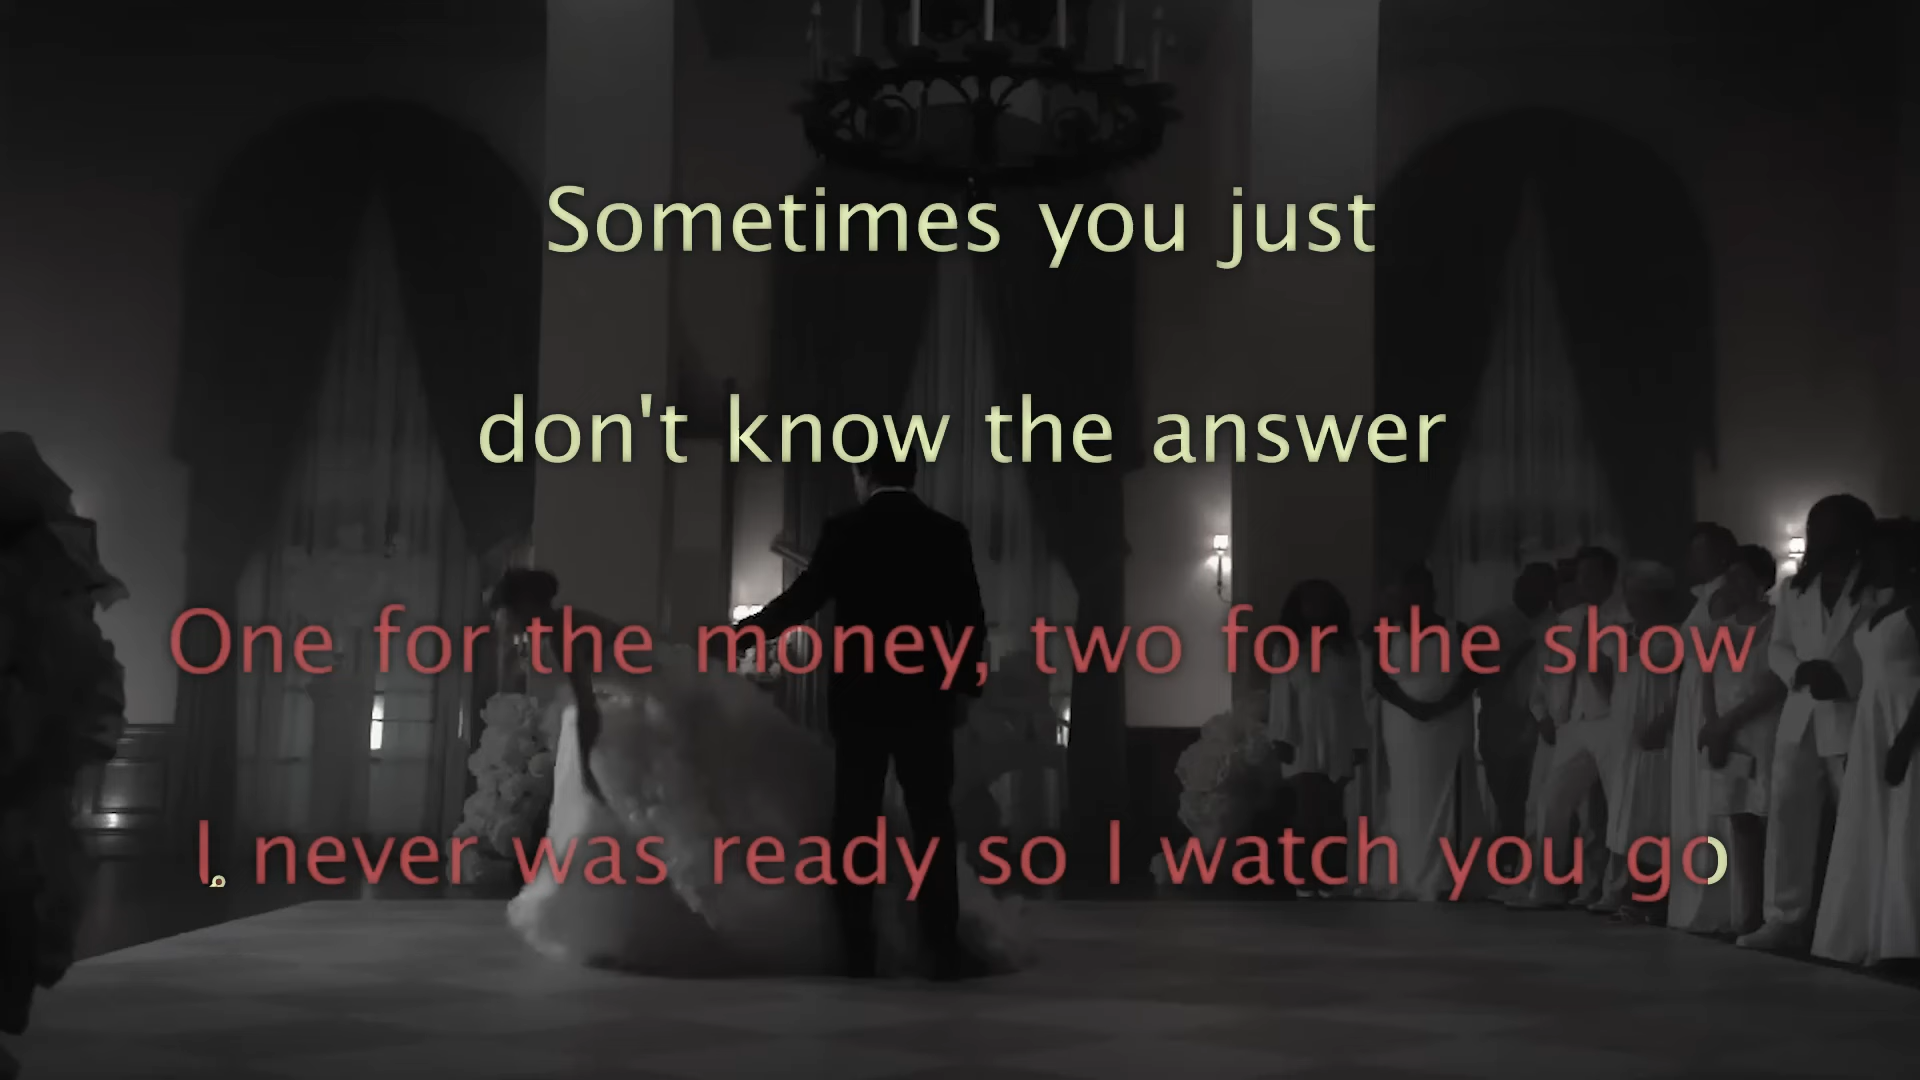 Sometimes you just
don't know the answer
One for the money, two for the show
I never was ready so I watch you go